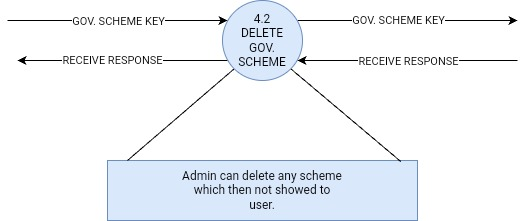 GOV. SCHEME KEY
4.2
DELETE
GOV.
SCHEME
GOV. SCHEME KEY
RECEIVE RESPONSE
RECEIVE RESPONSE
Admin can delete any scheme
which then not showed to
user.